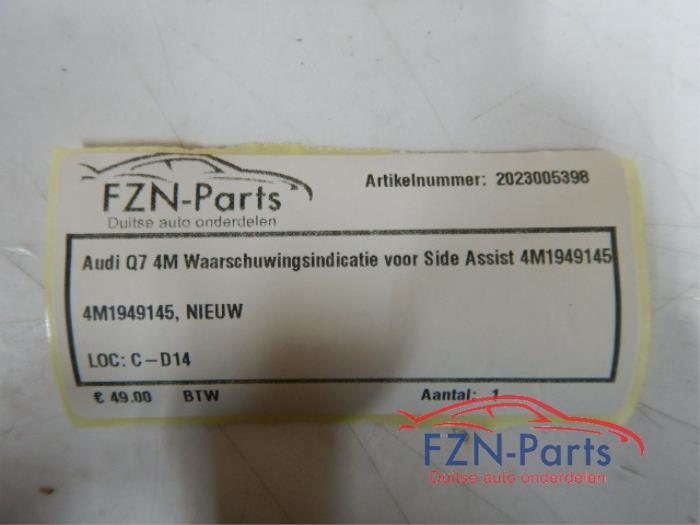 FZN-Parts
Duitse auto onderdelen
Artikelnummer: 2023005398
Audi Q7 4M Waarschuwingsindicatie voor Side Assist 4M1949145
4M1949145, NIEUW
LOC: C-D14
€ 49.00 BTW Aantal: 1
FZN-Parts
Duitse auto onderdelen